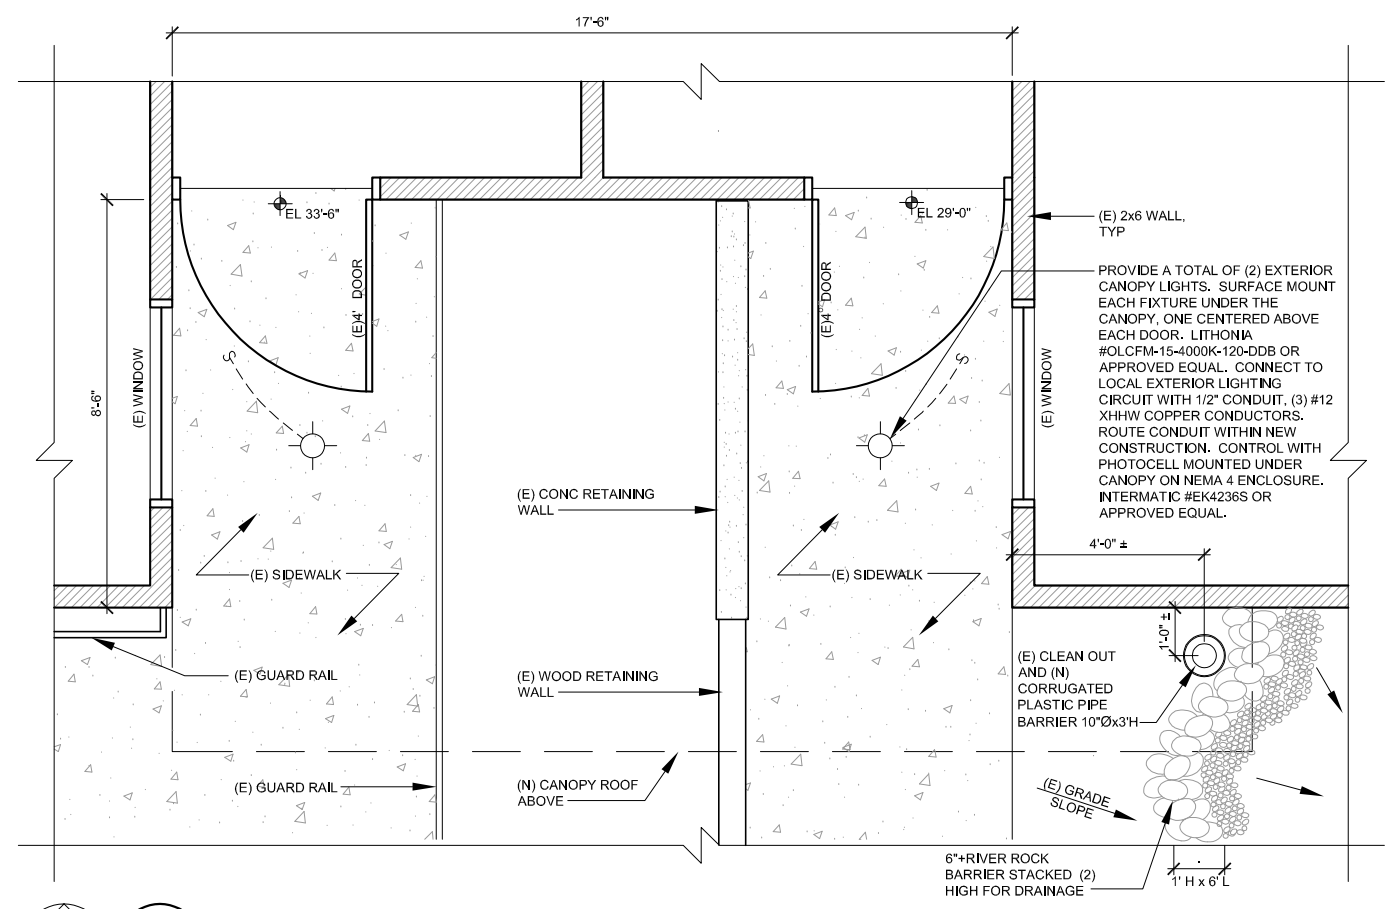 17'-6"
EL 33'-6"
EL 29'-0"
(E)4' DOOR
(E)4' DOOR
(E) 2x6 WALL,
TYP
PROVIDE A TOTAL OF (2) EXTERIOR
CANOPY LIGHTS. SURFACE MOUNT
EACH FIXTURE UNDER THE
CANOPY, ONE CENTERED ABOVE
EACH DOOR. LITHONIA
#OLCFM-15-4000K-120-DDB OR
APPROVED EQUAL. CONNECT TO
LOCAL EXTERIOR LIGHTING
CIRCUIT WITH 1/2" CONDUIT, (3) #12
XHHW COPPER CONDUCTORS.
ROUTE CONDUIT WITHIN NEW
CONSTRUCTION. CONTROL WITH
PHOTOCELL MOUNTED UNDER
CANOPY ON NEMA 4 ENCLOSURE.
INTERMATIC #EK4236S OR
APPROVED EQUAL.
8'-6"
(E) WINDOW
S
S
(E) WINDOW
(E) CONC RETAINING
WALL
4'-0" ±
(E) SIDEWALK
(E) SIDEWALK
1'-0" ±
(E) GUARD RAIL
(E) WOOD RETAINING
WALL
(E) CLEAN OUT
AND (N)
CORRUGATED
PLASTIC PIPE
BARRIER 10"Øx3'H
(E) GUARD RAIL
(N) CANOPY ROOF
ABOVE
(E) GRADE
SLOPE
6"+RIVER ROCK
BARRIER STACKED (2)
HIGH FOR DRAINAGE
1' H x 6' L